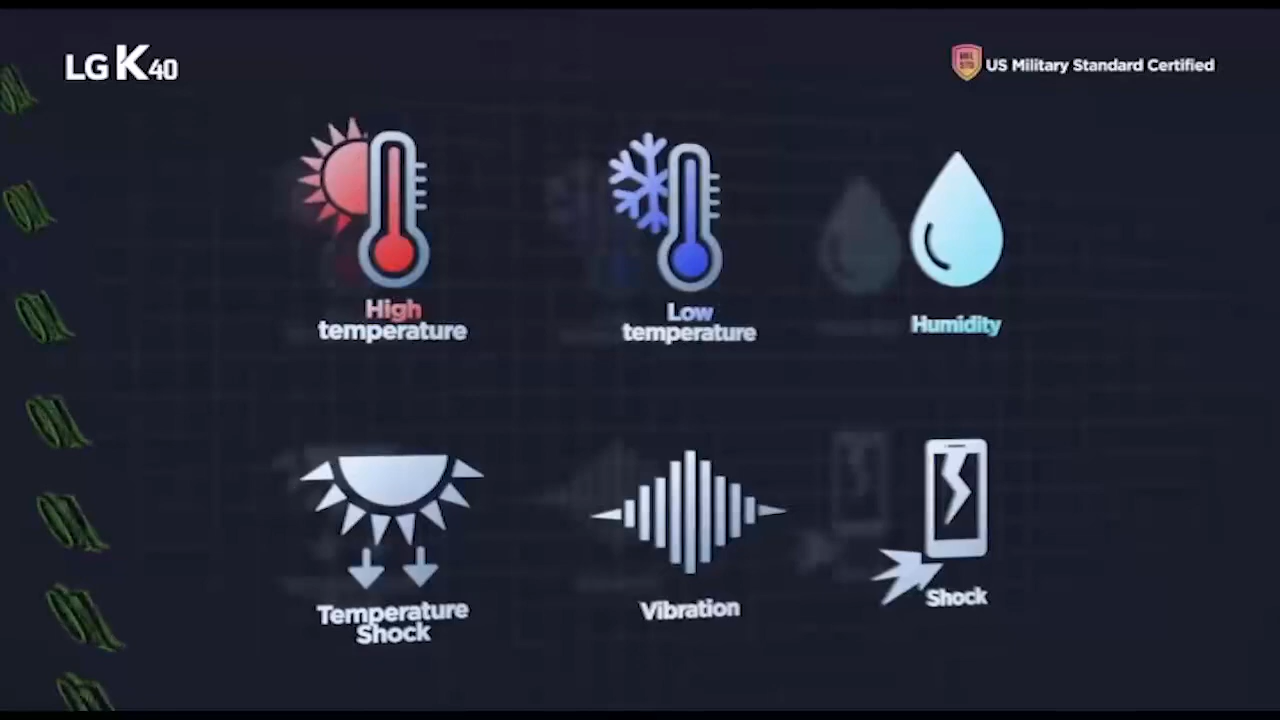 LG K40
US Military Standard Certified
High
temperature
Low
temperature
Humidity
Temperature
Shock
Vibration
Shock